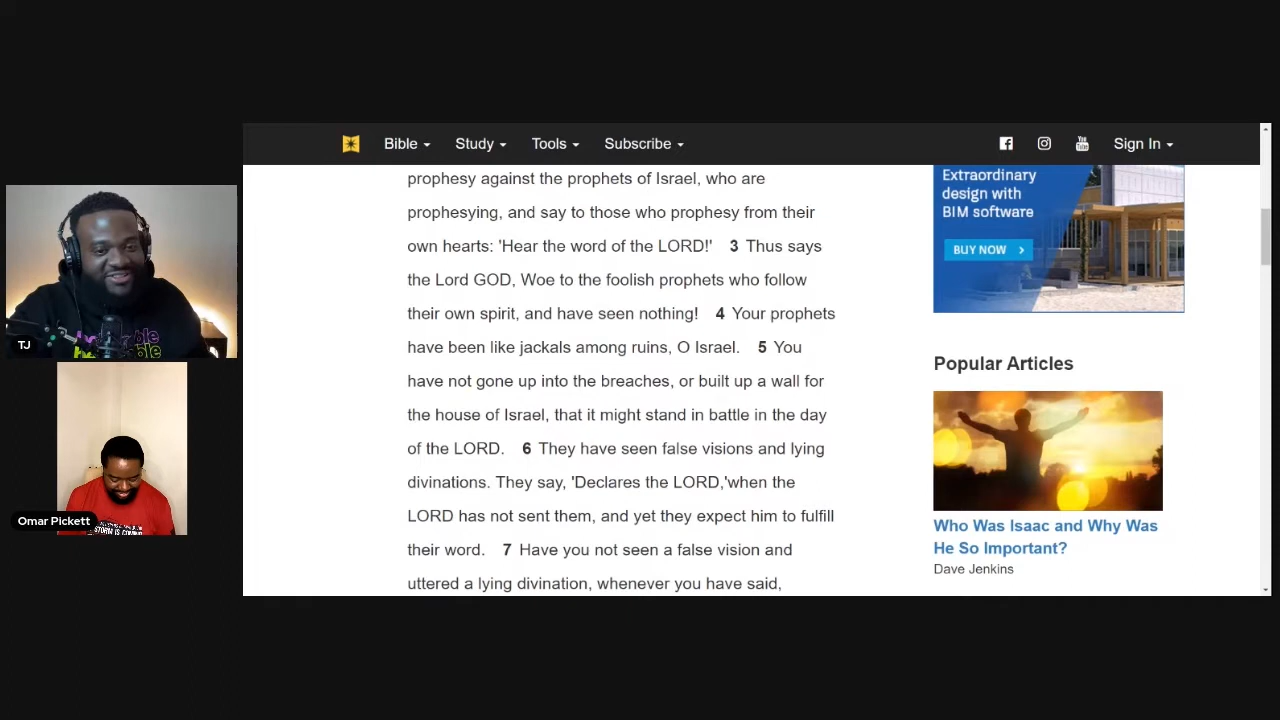 Bible
Study
Tools
Subscribe
Sign In
prophesy against the prophets of Israel, who are
prophesying, and say to those who prophesy from their
own hearts: 'Hear the word of the LORD!' 3 Thus says
the Lord GOD, Woe to the foolish prophets who follow
their own spirit, and have seen nothing! 4 Your prophets
have been like jackals among ruins, O Israel. 5 You
have not gone up into the breaches, or built up a wall for
the house of Israel, that it might stand in battle in the day
of the LORD. 6 They have seen false visions and lying
divinations. They say, 'Declares the LORD,'when the
LORD has not sent them, and yet they expect him to fulfill
their word. 7 Have you not seen a false vision and
uttered a lying divination, whenever you have said,
Extraordinary
design with
BIM software
BUY NOW
Popular Articles
Who Was Isaac and Why Was
He So Important?
Dave Jenkins
TJ
Omar Pickett
STORM IS COMING